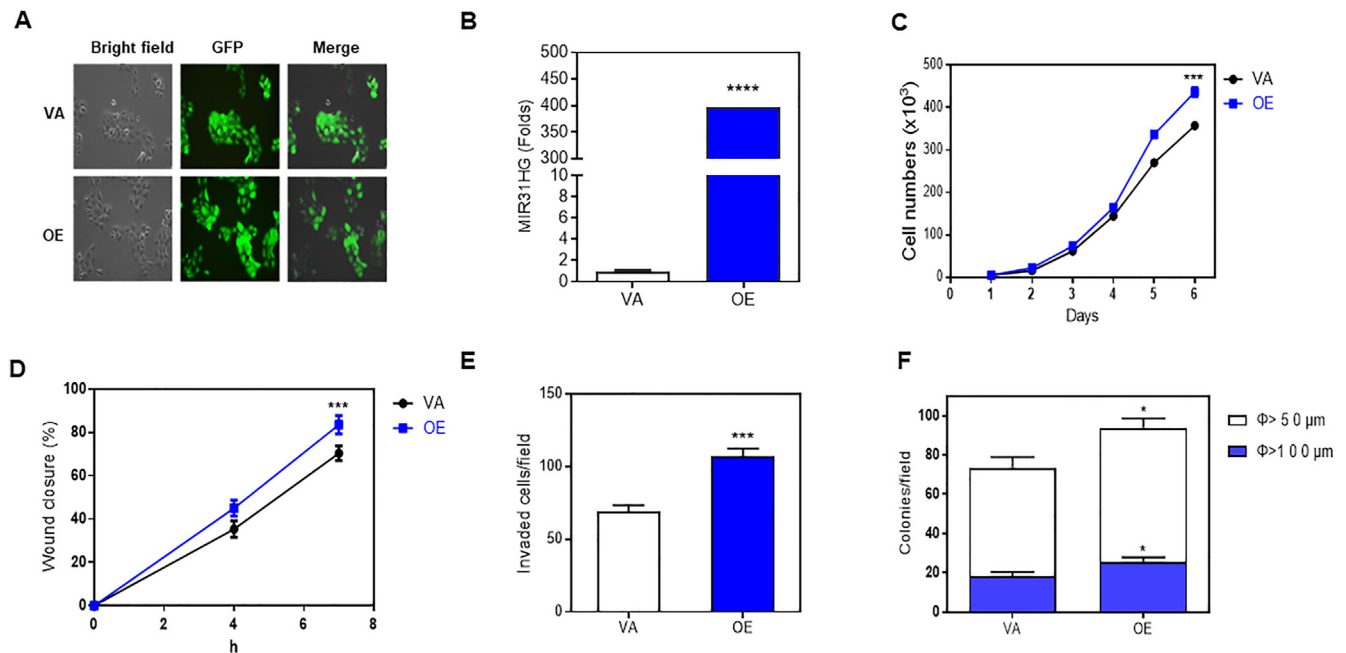 A
Bright field GFP Merge
VA
OE
B
MIR31HG (Folds)
500
450
400
350
300
10
8
6
4
2
0
****
VA OE
C
Cell numbers (x10³)
500
400
300
200
100
0
***
VA
OE
0 1 2 3 4 5 6
Days
D
Wound closure (%)
100
80
60
40
20
0
***
VA
OE
0 2 4 6 8
h
E
Invaded cells/field
150
100
50
0
***
VA OE
F
Colonies/field
100
80
60
40
20
0
*
*
Φ> 5 0 μm
Φ>1 0 0 μm
VA OE